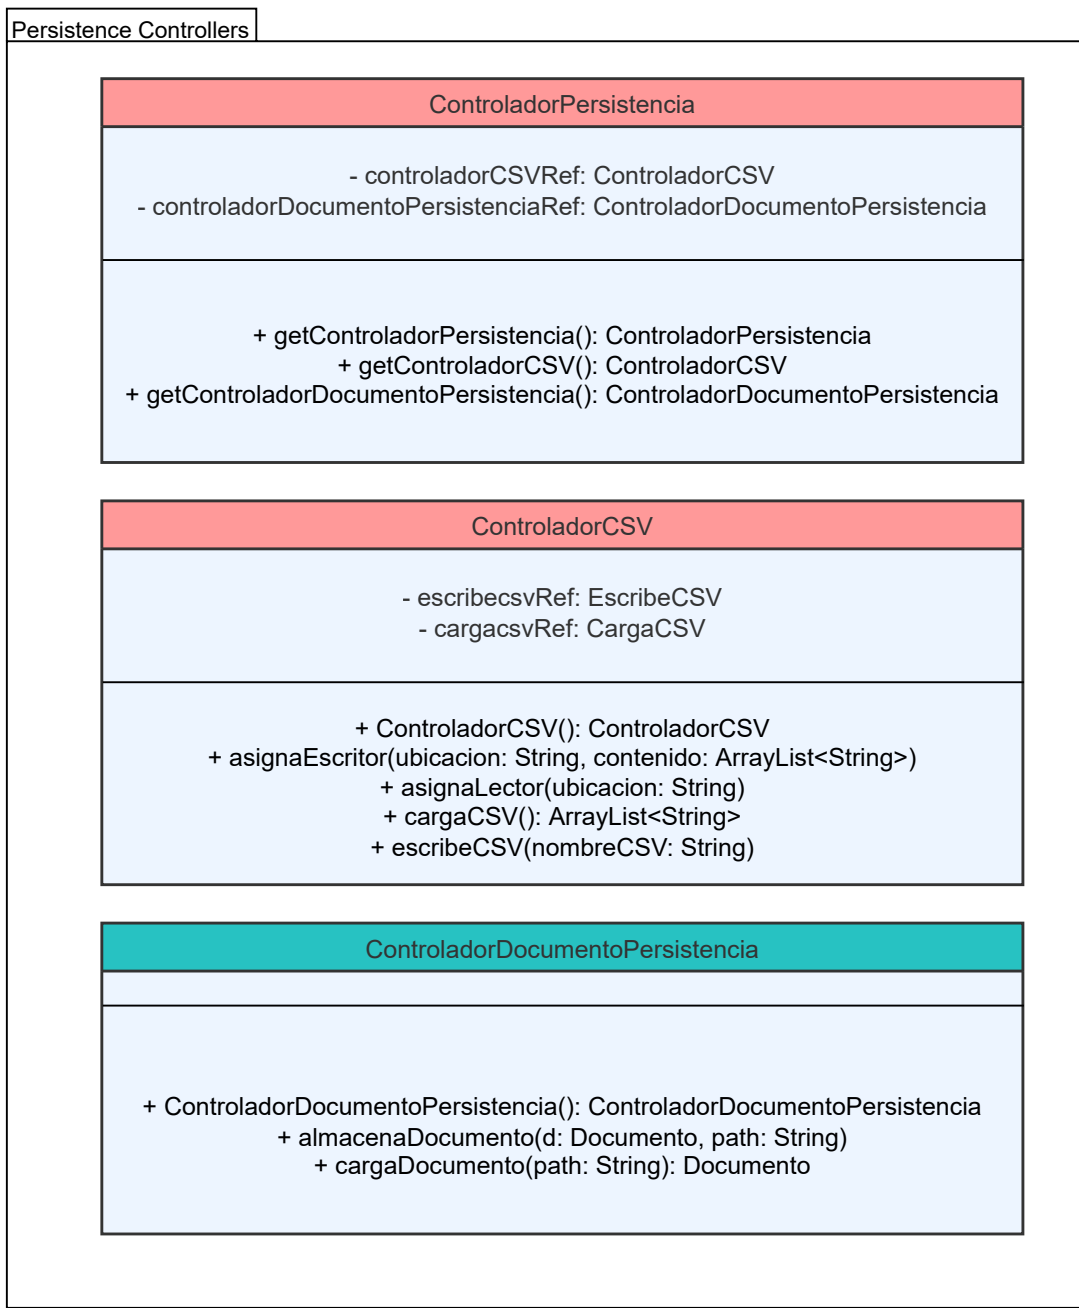 Persistence Controllers
ControladorPersistencia
- controladorCSVRef: ControladorCSV
- controladorDocumentoPersistenciaRef: ControladorDocumentoPersistencia
+ getControladorPersistencia(): ControladorPersistencia
+ getControladorCSV(): ControladorCSV
+ getControladorDocumentoPersistencia(): ControladorDocumentoPersistencia
ControladorCSV
- escribecsvRef: EscribeCSV
- cargacsvRef: CargaCSV
+ ControladorCSV(): ControladorCSV
+ asignaEscritor(ubicacion: String, contenido: ArrayList<String>)
+ asignaLector(ubicacion: String)
+ cargaCSV(): ArrayList<String>
+ escribeCSV(nombreCSV: String)
ControladorDocumentoPersistencia
+ ControladorDocumentoPersistencia(): ControladorDocumentoPersistencia
+ almacenaDocumento(d: Documento, path: String)
+ cargaDocumento(path: String): Documento